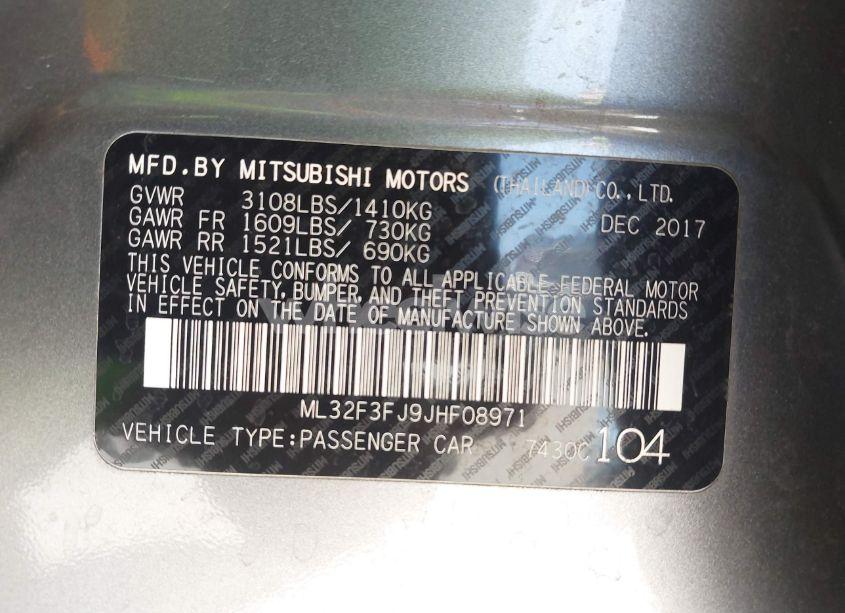 MFD.BY MITSUBISHI MOTORS (THAILAND) CO., LTD.
GVWR 3108LBS/1410KG
GAWR FR 1609LBS/ 730KG DEC 2017
GAWR RR 1521LBS/ 690KG
THIS VEHICLE CONFORMS TO ALL APPLICABLE FEDERAL MOTOR
VEHICLE SAFETY, BUMPER, AND THEFT PREVENTION STANDARDS
IN EFFECT ON THE DATE OF MANUFACTURE SHOWN ABOVE.
ML32F3FJ9JHF08971
VEHICLE TYPE:PASSENGER CAR 7430C 104